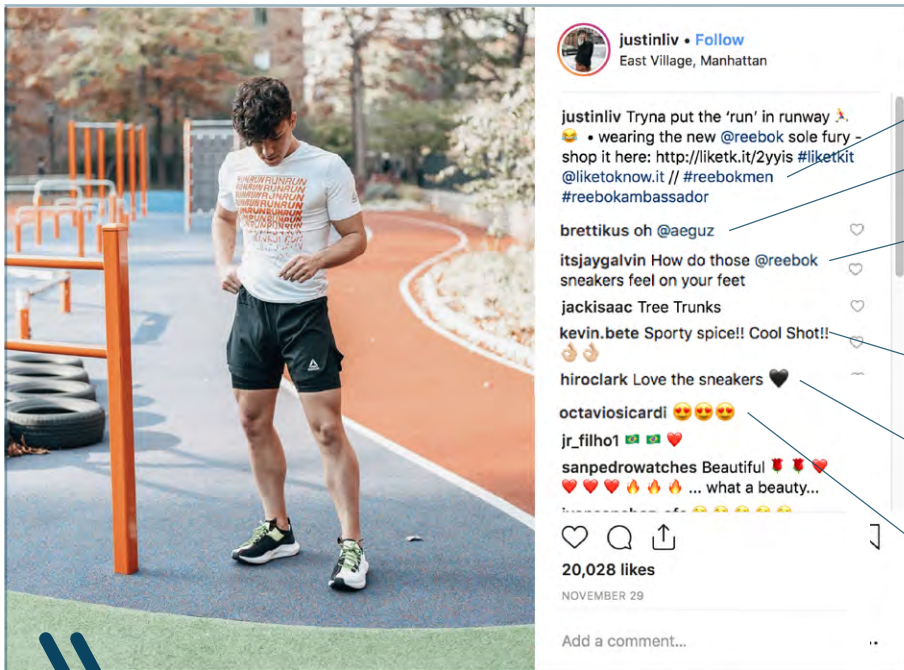 justinliv • Follow
East Village, Manhattan
justinliv Tryna put the ‘run’ in runway 🏃
😂 • wearing the new @reebok sole fury -
shop it here: http://liketk.it/2yyis #liketkit
@liketoknow.it // #reebokmen
#reebokambassador
brettikus oh @aeguz
itsjaygalvin How do those @reebok
sneakers feel on your feet
jackisaac Tree Trunks
kevin.bete Sporty spice!! Cool Shot!!
👌🏼👌🏼
hiroclark Love the sneakers 🖤
octaviosicardi 😍😍😍
jr_filho1 🇧🇷 🇧🇷 ❤️
sanpedrowatches Beautiful 🌹 🌹 ❤️
❤️ ❤️ ❤️ 🔥 🔥 🔥 ... what a beauty...
20,028 likes
NOVEMBER 29
Add a comment...
RUNRUNRUN
RUNRUNRUN
RUNRUNRUN